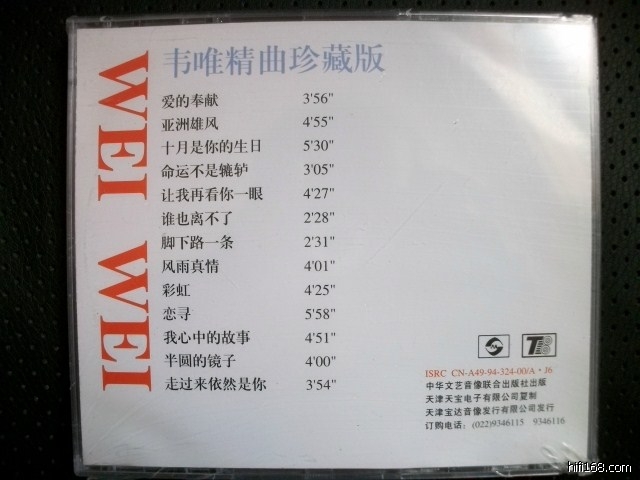 WEI WEI
韦唯精曲珍藏版
爱的奉献 3'56"
亚洲雄风 4'55"
十月是你的生日 5'30"
命运不是辘轳 3'05"
让我再看你一眼 4'27"
谁也离不了 2'28"
脚下路一条 2'31"
风雨真情 4'01"
彩虹 4'25"
恋寻 5'58"
我心中的故事 4'51"
半圆的镜子 4'00"
走过来依然是你 3'54"
ISRC CN-A49-94-324-00/A·J6
中华文艺音像联合出版社出版
天津天宝电子有限公司复制
天津宝达音像发行有限公司发行
订购电话: (022)9346115 9346116
hifi168.com